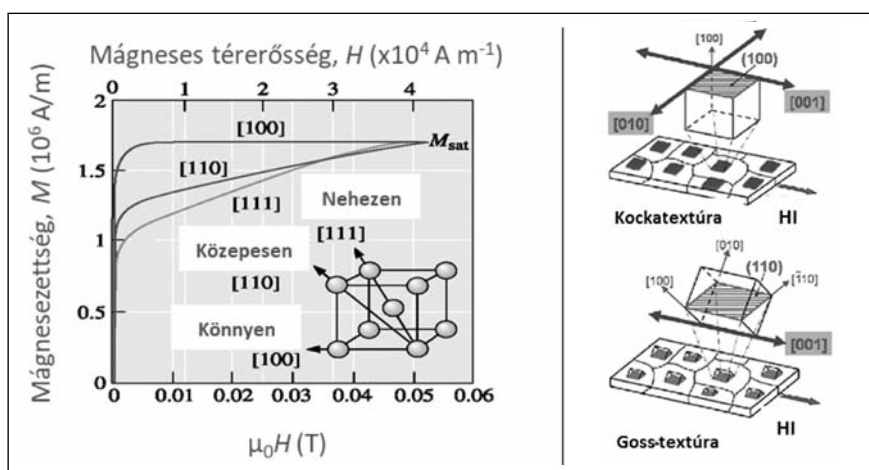 Mágneses térerősség, H (x10⁴ A m⁻¹)
0 1 2 3 4
Mágnesezettség, M (10⁶ A/m)
2
1.5
1
0.5
0
[100]
M_sat
[110]
[111]
Nehezen
[111]
Közepesen
[110]
Könnyen
[100]
0 0.01 0.02 0.03 0.04 0.05 0.06
μ₀H (T)
[100]
(100)
[001]
[010]
Kockatextúra HI
[010]
(110)
[100]
[1̄10]
[001]
Goss-textúra HI